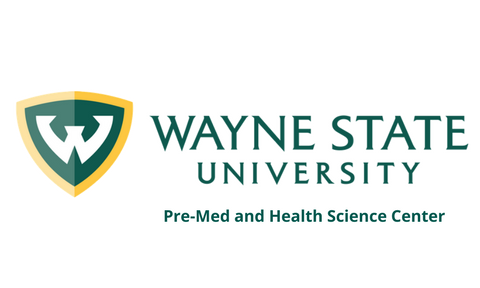 W
WAYNE STATE
UNIVERSITY
Pre-Med and Health Science Center